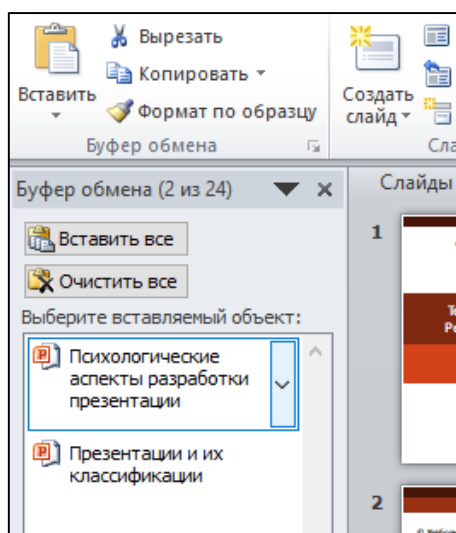 Вырезать
Копировать
Вставить
Формат по образцу
Создать
слайд
Буфер обмена
Сла
Буфер обмена (2 из 24)
Слайды
Вставить все
Очистить все
Выберите вставляемый объект:
Психологические
аспекты разработки
презентации
Презентации и их
классификации
1
2